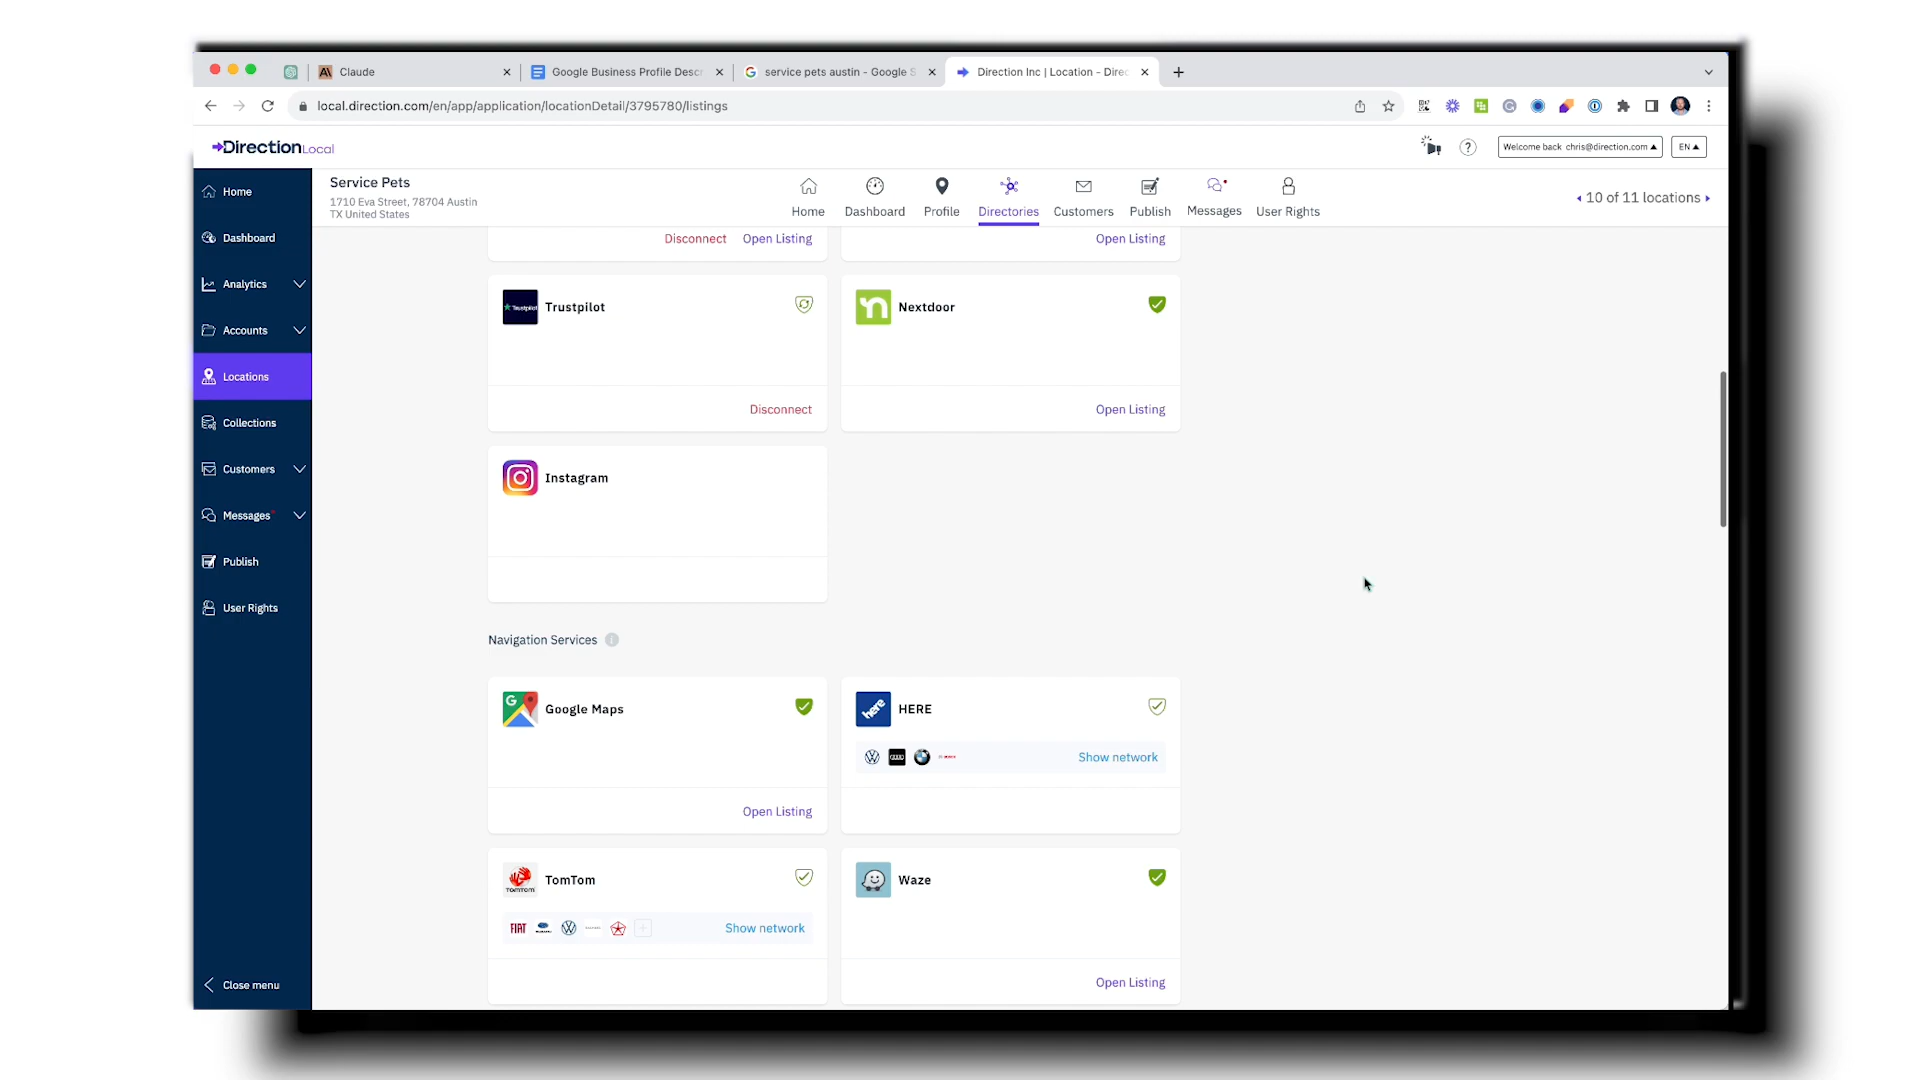 Claude
Google Business Profile Descr
service pets austin - Google S
Direction Inc | Location - Direc
local.direction.com/en/app/application/locationDetail/3795780/listings
Direction Local
Welcome back chris@direction.com
EN
Home
Dashboard
Analytics
Accounts
Locations
Collections
Customers
Messages
Publish
User Rights
Close menu
Service Pets
1710 Eva Street, 78704 Austin
TX United States
Home
Dashboard
Profile
Directories
Customers
Publish
Messages
User Rights
10 of 11 locations
Disconnect
Open Listing
Open Listing
Trustpilot
Disconnect
Nextdoor
Open Listing
Instagram
Navigation Services
Google Maps
Open Listing
here
HERE
Show network
TOMTOM
TomTom
FIAT
Show network
Waze
Open Listing